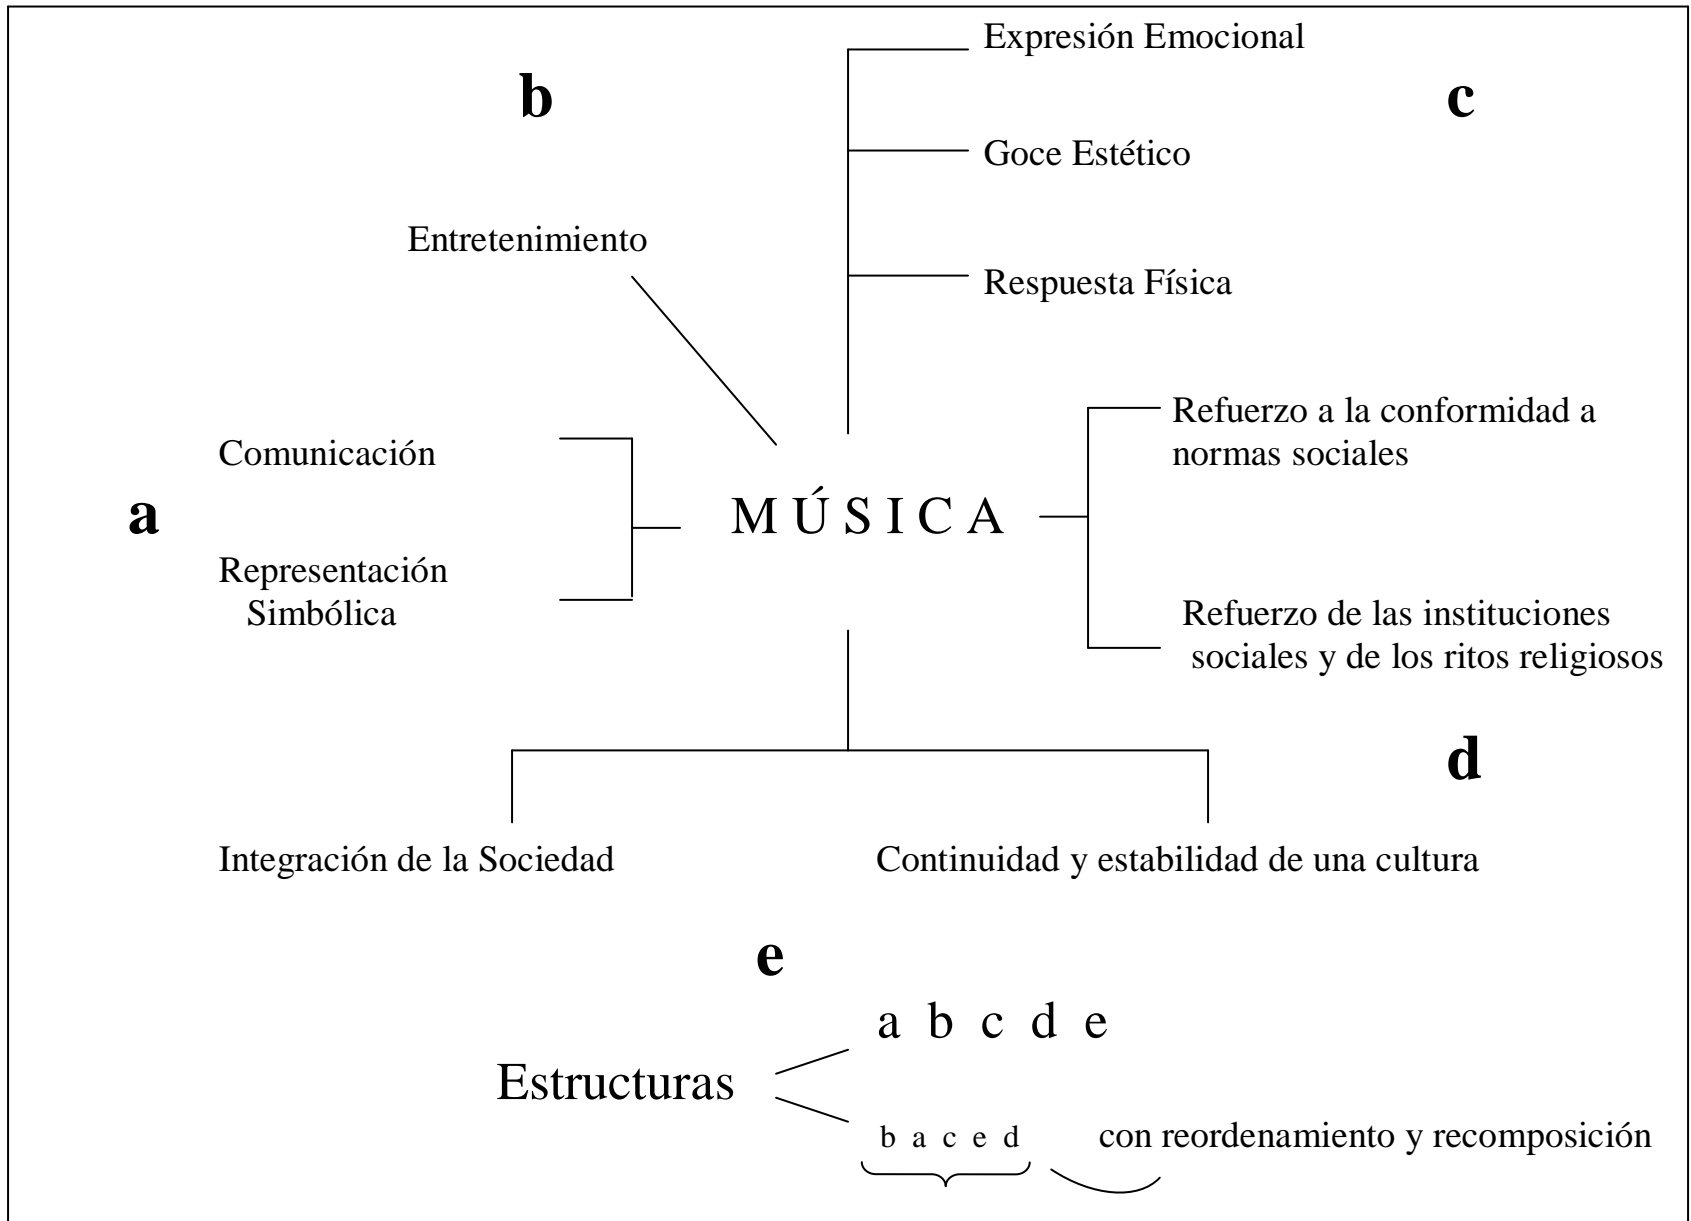 Expresión Emocional
b
c
Goce Estético
Entretenimiento
Respuesta Física
Refuerzo a la conformidad a
normas sociales
Comunicación
a
MÚSICA
Representación
Simbólica
Refuerzo de las instituciones
sociales y de los ritos religiosos
d
Integración de la Sociedad
Continuidad y estabilidad de una cultura
e
a b c d e
Estructuras
b a c e d
con reordenamiento y recomposición